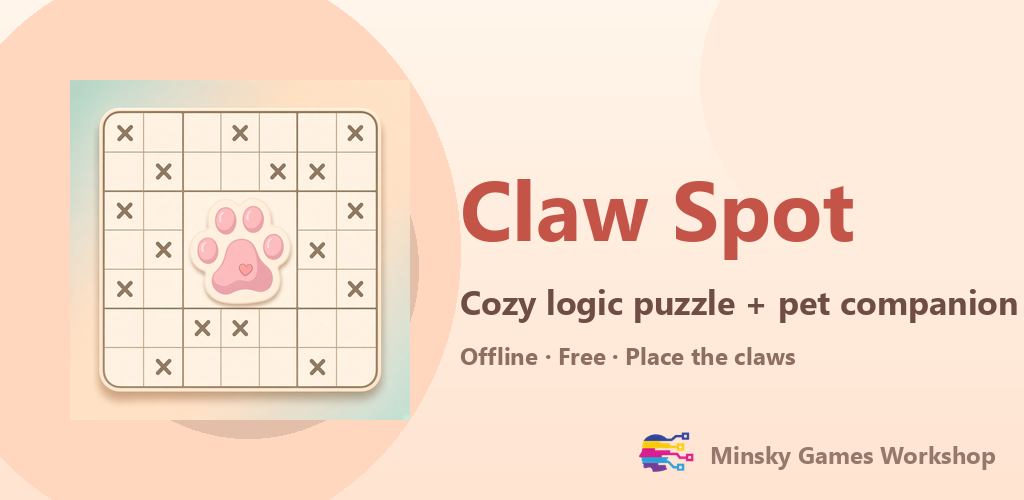 Claw Spot
Cozy logic puzzle + pet companion
Offline · Free · Place the claws
Minsky Games Workshop